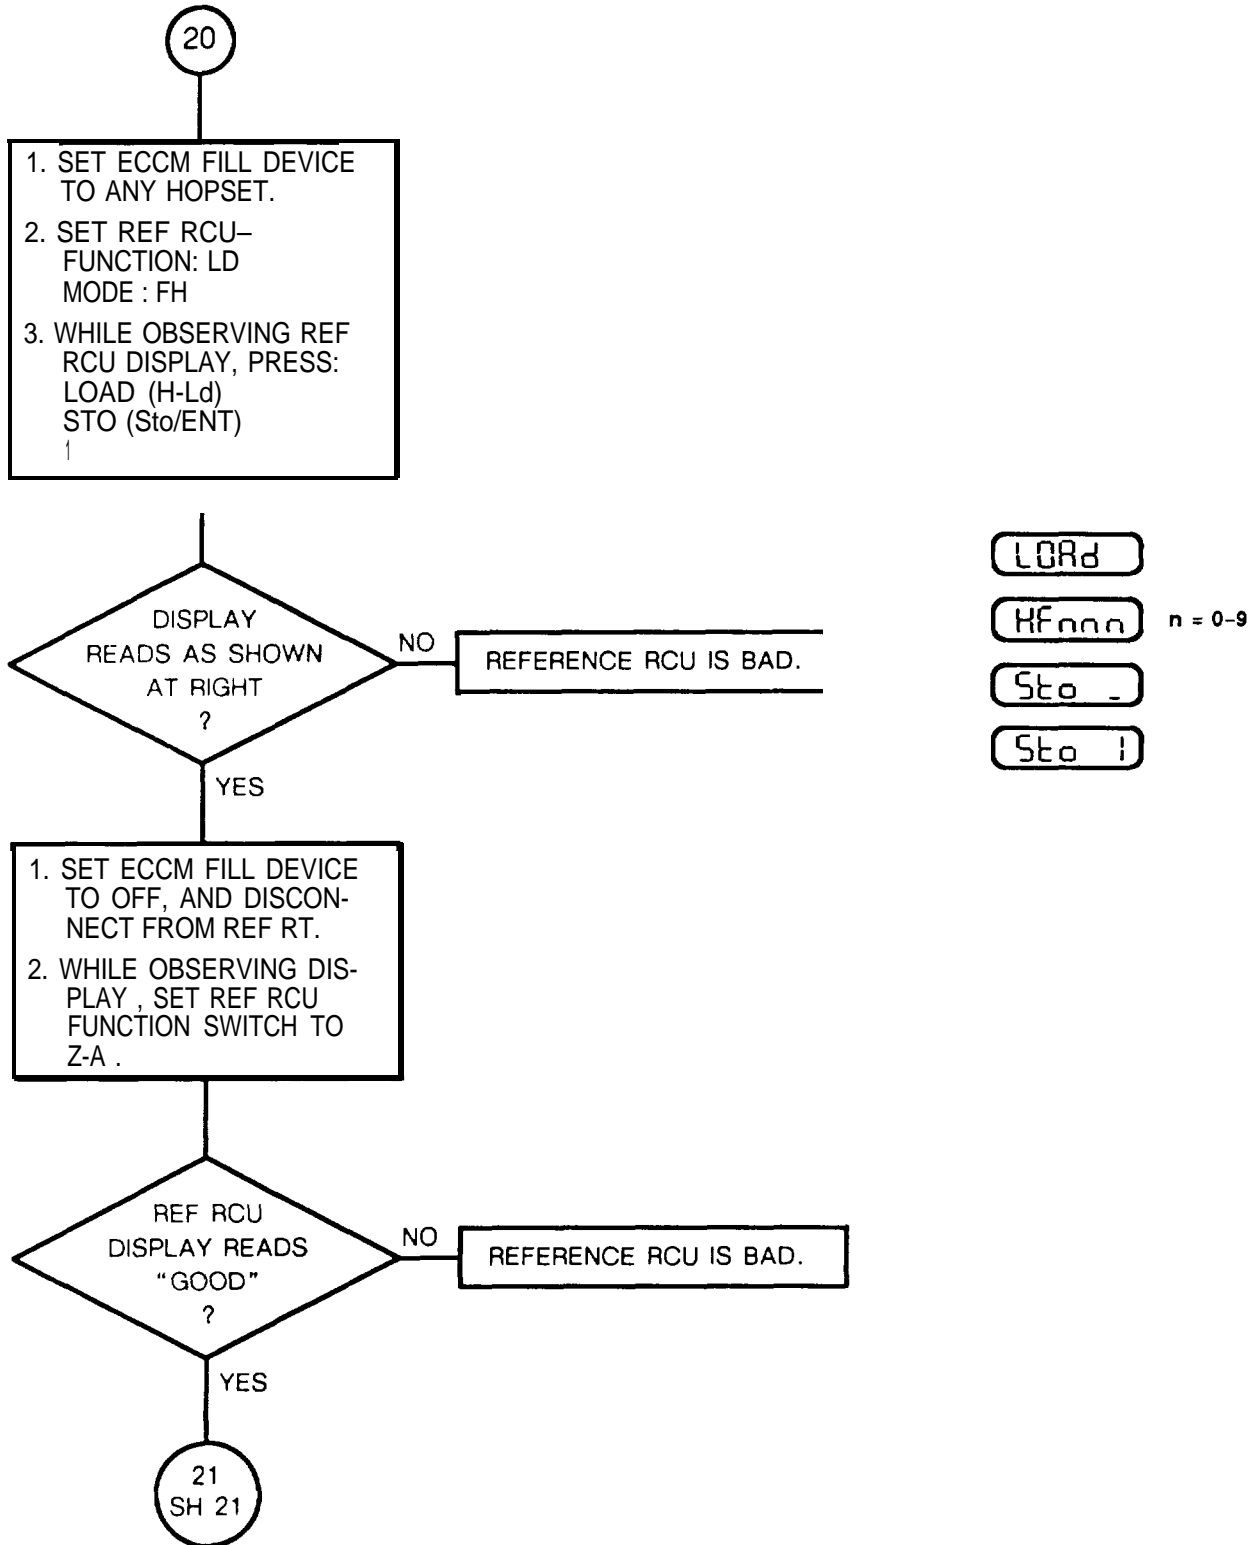 20
1. SET ECCM FILL DEVICE
TO ANY HOPSET.
2. SET REF RCU–
FUNCTION: LD
MODE : FH
3. WHILE OBSERVING REF
RCU DISPLAY, PRESS:
LOAD (H-Ld)
STO (Sto/ENT)
1
DISPLAY
READS AS SHOWN
AT RIGHT
?
NO
REFERENCE RCU IS BAD.
LOAd
HFnnn n = 0-9
Sto _
Sto 1
YES
1. SET ECCM FILL DEVICE
TO OFF, AND DISCON-
NECT FROM REF RT.
2. WHILE OBSERVING DIS-
PLAY , SET REF RCU
FUNCTION SWITCH TO
Z-A .
REF RCU
DISPLAY READS
“GOOD”
?
NO
REFERENCE RCU IS BAD.
YES
21
SH 21